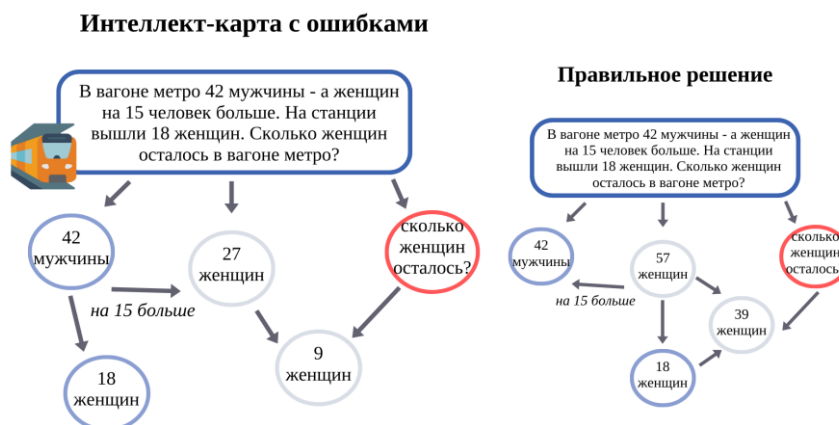 Интеллект-карта с ошибками
В вагоне метро 42 мужчины - а женщин
на 15 человек больше. На станции
вышли 18 женщин. Сколько женщин
осталось в вагоне метро?
42
мужчины
27
женщин
сколько
женщин
осталось?
на 15 больше
18
женщин
9
женщин
Правильное решение
В вагоне метро 42 мужчины - а женщин
на 15 человек больше. На станции
вышли 18 женщин. Сколько женщин
осталось в вагоне метро?
42
мужчины
57
женщин
сколько
женщин
осталось
на 15 больше
39
женщин
18
женщин